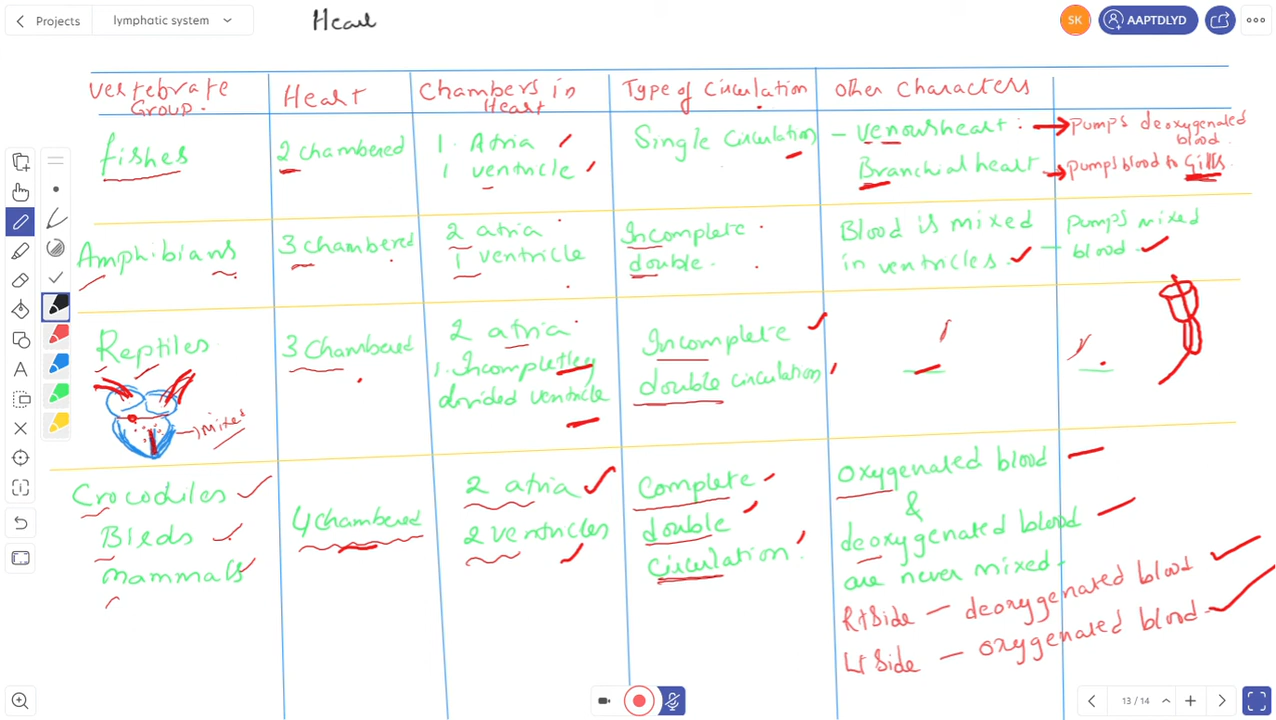 Projects
lymphatic system
Hear
SK
AAPTDLYD
Vertebrate Group.
Heart
Chambers in Heart
Type of Circulation
Other Characters
fishes
2 chambered
1. Atria
1 ventricle
Single Circulation
- venous heart :
Pumps deoxygenated blood.
Branchial heart
Pumps blood to Gills.
Amphibians
3 chambered
2 atria
1 ventricle
Incomplete
double.
Blood is mixed
in ventricles.
Pumps mixed
blood.
Reptiles
Mixed
3 chambered
2 atria
1. Incompletley
divided ventricle
Incomplete
double circulation
Crocodiles
Birds
Mammals
4 chambered
2 atria
2 ventricles
Complete
double
circulation.
Oxygenated blood
&
deoxygenated blood
are never mixed.
Rt Side - deoxygenated blood
Lt Side - oxygenated blood
13 / 14